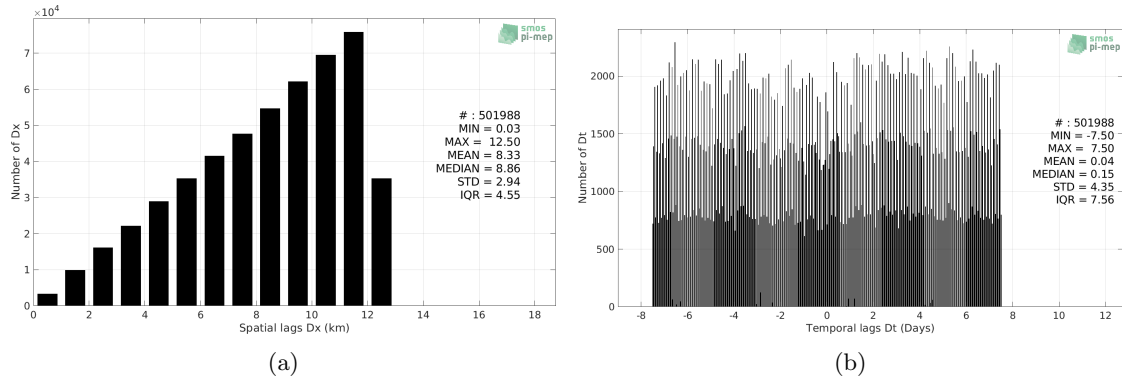 ×10⁴
smos
pi-mep
7
6
5
4
3
2
1
0
Number of Dx
# : 501988
MIN = 0.03
MAX = 12.50
MEAN = 8.33
MEDIAN = 8.86
STD = 2.94
IQR = 4.55
0 2 4 6 8 10 12 14 16 18
Spatial lags Dx (km)
(a)
smos
pi-mep
2000
1500
1000
500
0
Number of Dt
# : 501988
MIN = -7.50
MAX = 7.50
MEAN = 0.04
MEDIAN = 0.15
STD = 4.35
IQR = 7.56
-8 -6 -4 -2 0 2 4 6 8 10 12
Temporal lags Dt (Days)
(b)